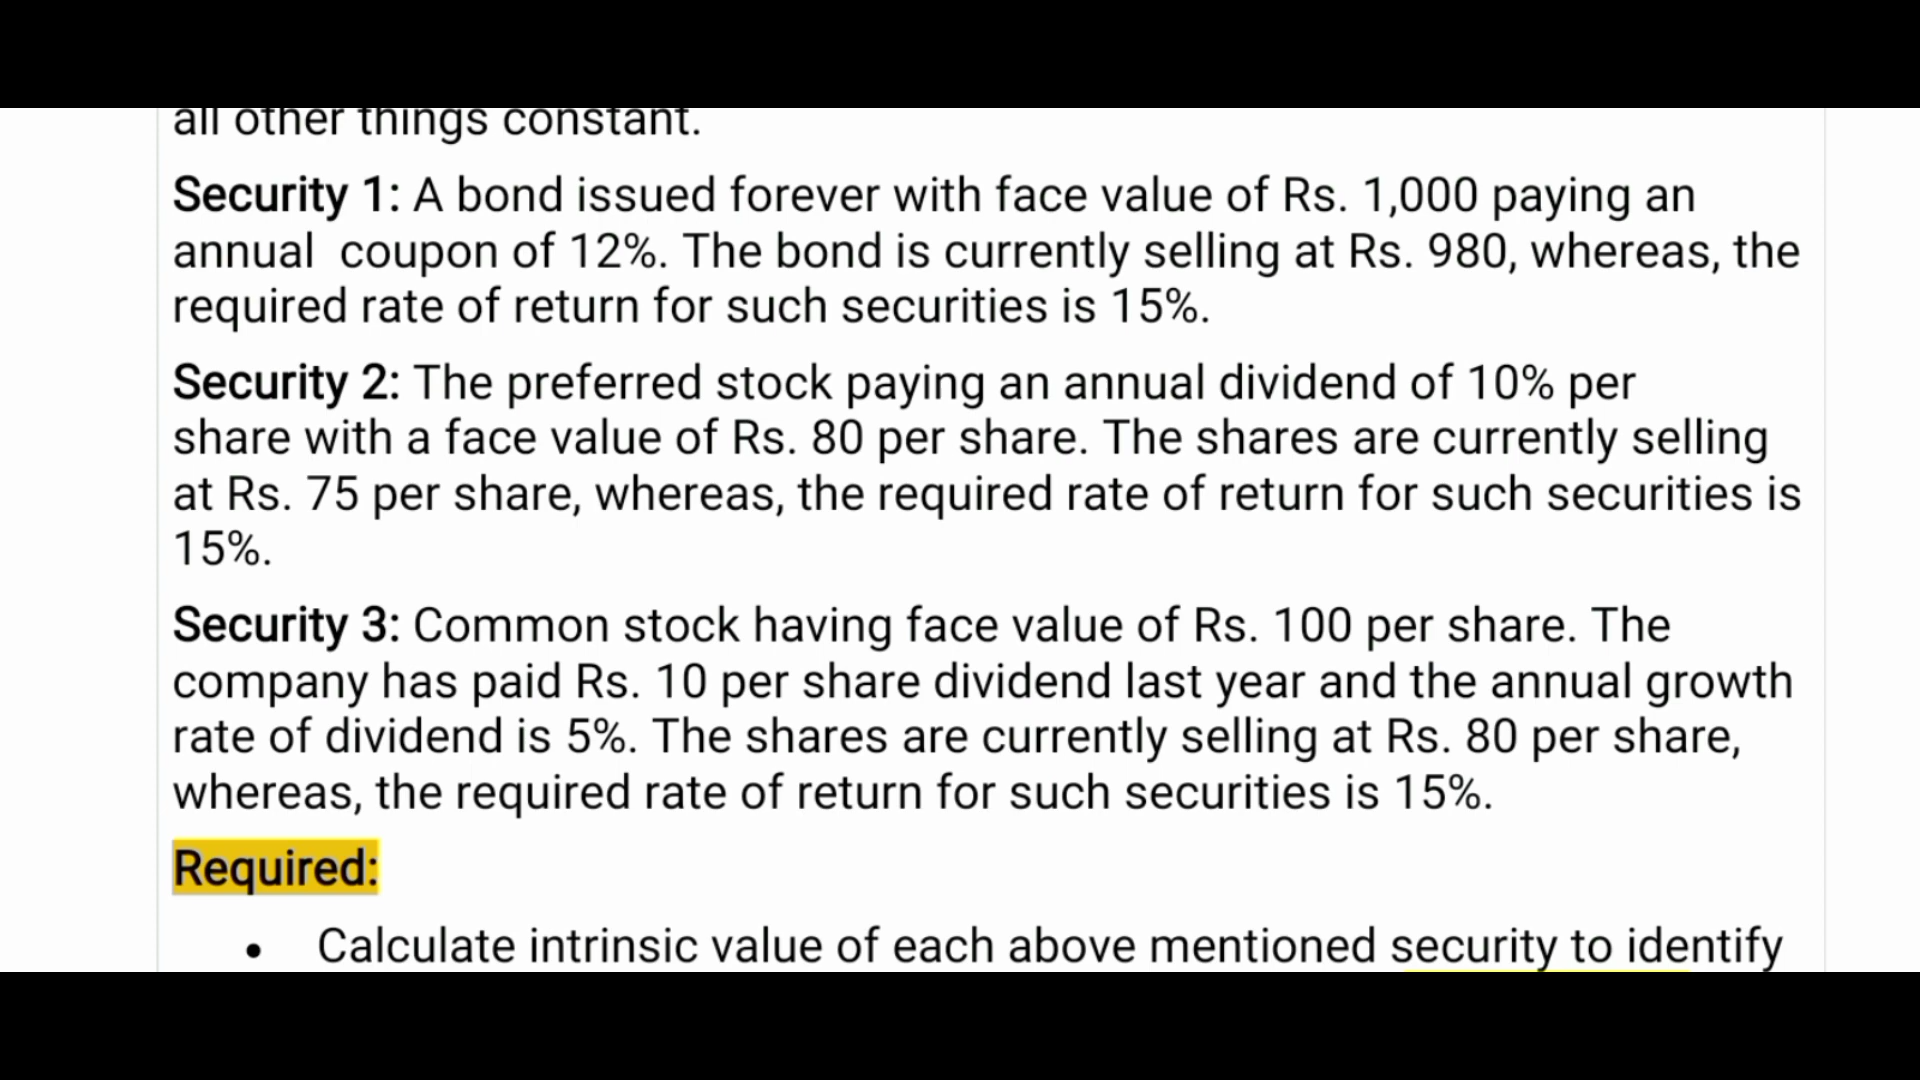 all other things constant.
Security 1: A bond issued forever with face value of Rs. 1,000 paying an
annual coupon of 12%. The bond is currently selling at Rs. 980, whereas, the
required rate of return for such securities is 15%.
Security 2: The preferred stock paying an annual dividend of 10% per
share with a face value of Rs. 80 per share. The shares are currently selling
at Rs. 75 per share, whereas, the required rate of return for such securities is
15%.
Security 3: Common stock having face value of Rs. 100 per share. The
company has paid Rs. 10 per share dividend last year and the annual growth
rate of dividend is 5%. The shares are currently selling at Rs. 80 per share,
whereas, the required rate of return for such securities is 15%.
Required:
• Calculate intrinsic value of each above mentioned security to identify